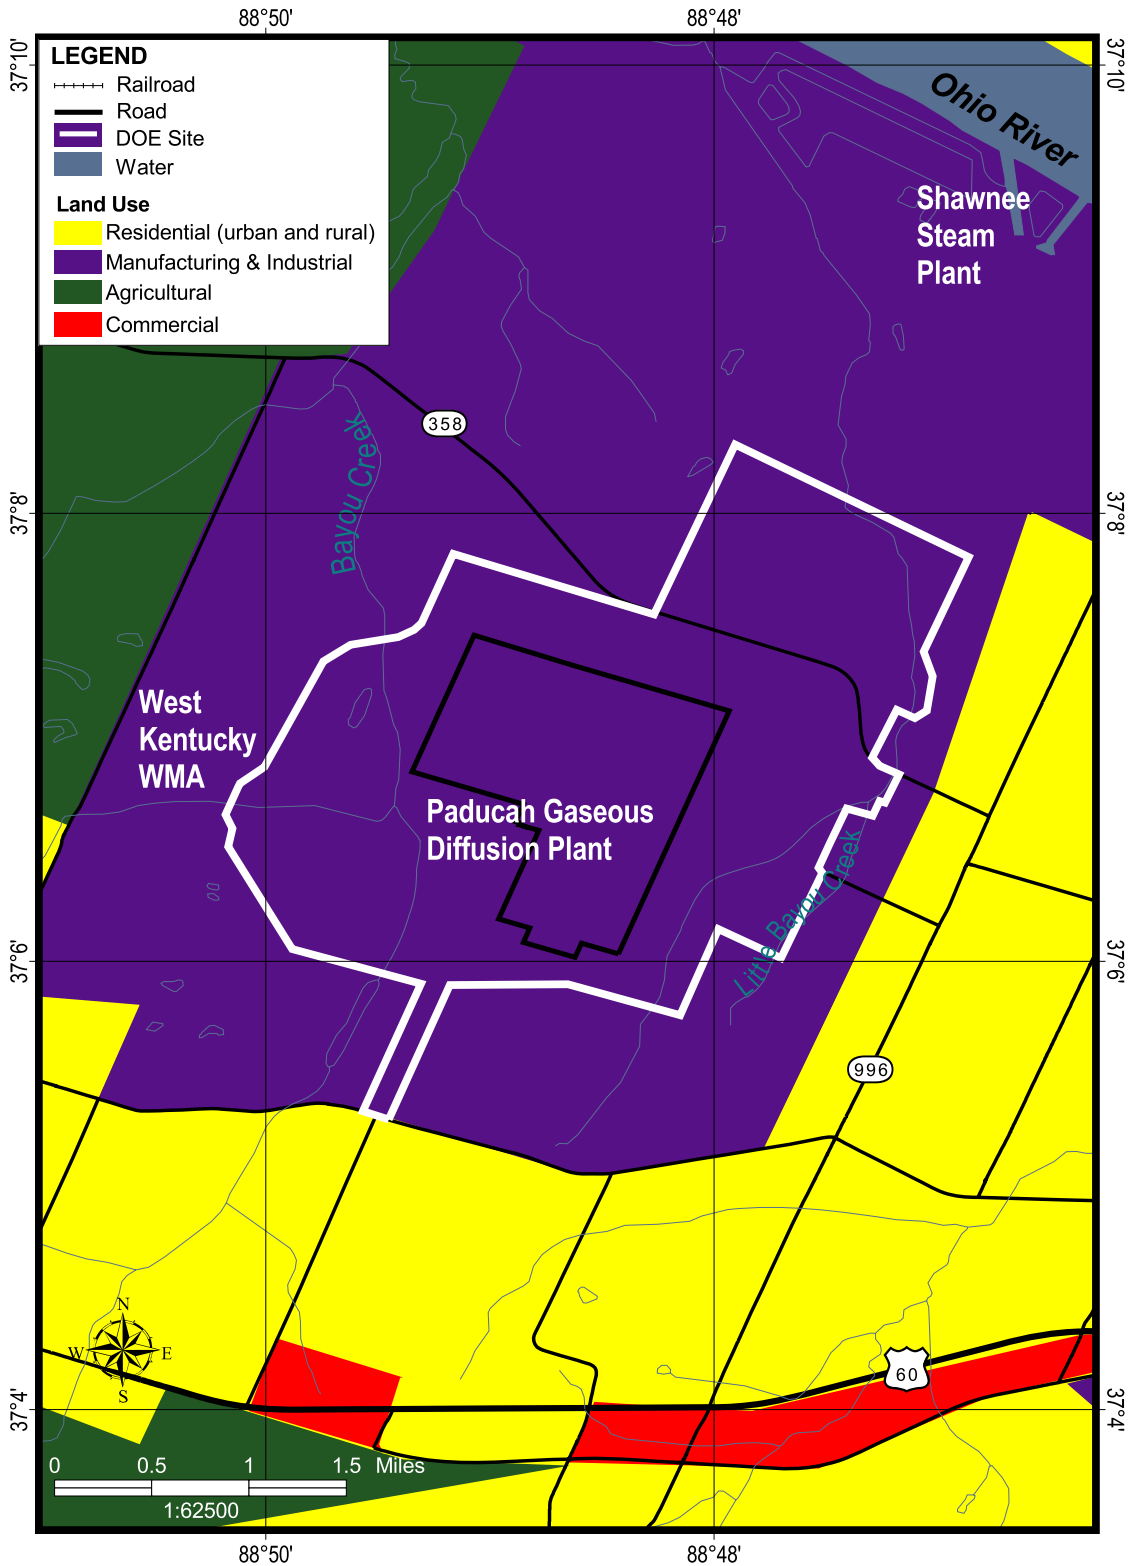 88°50'
88°48'
37°10'
37°10'
LEGEND
Railroad
Road
DOE Site
Water
Land Use
Residential (urban and rural)
Manufacturing & Industrial
Agricultural
Commercial
Ohio River
Shawnee
Steam
Plant
358
Bayou Creek
37°8'
37°8'
West
Kentucky
WMA
Paducah Gaseous
Diffusion Plant
Little Bayou Creek
37°6'
37°6'
996
N
W
E
S
60
37°4'
37°4'
0 0.5 1 1.5 Miles
1:62500
88°50'
88°48'